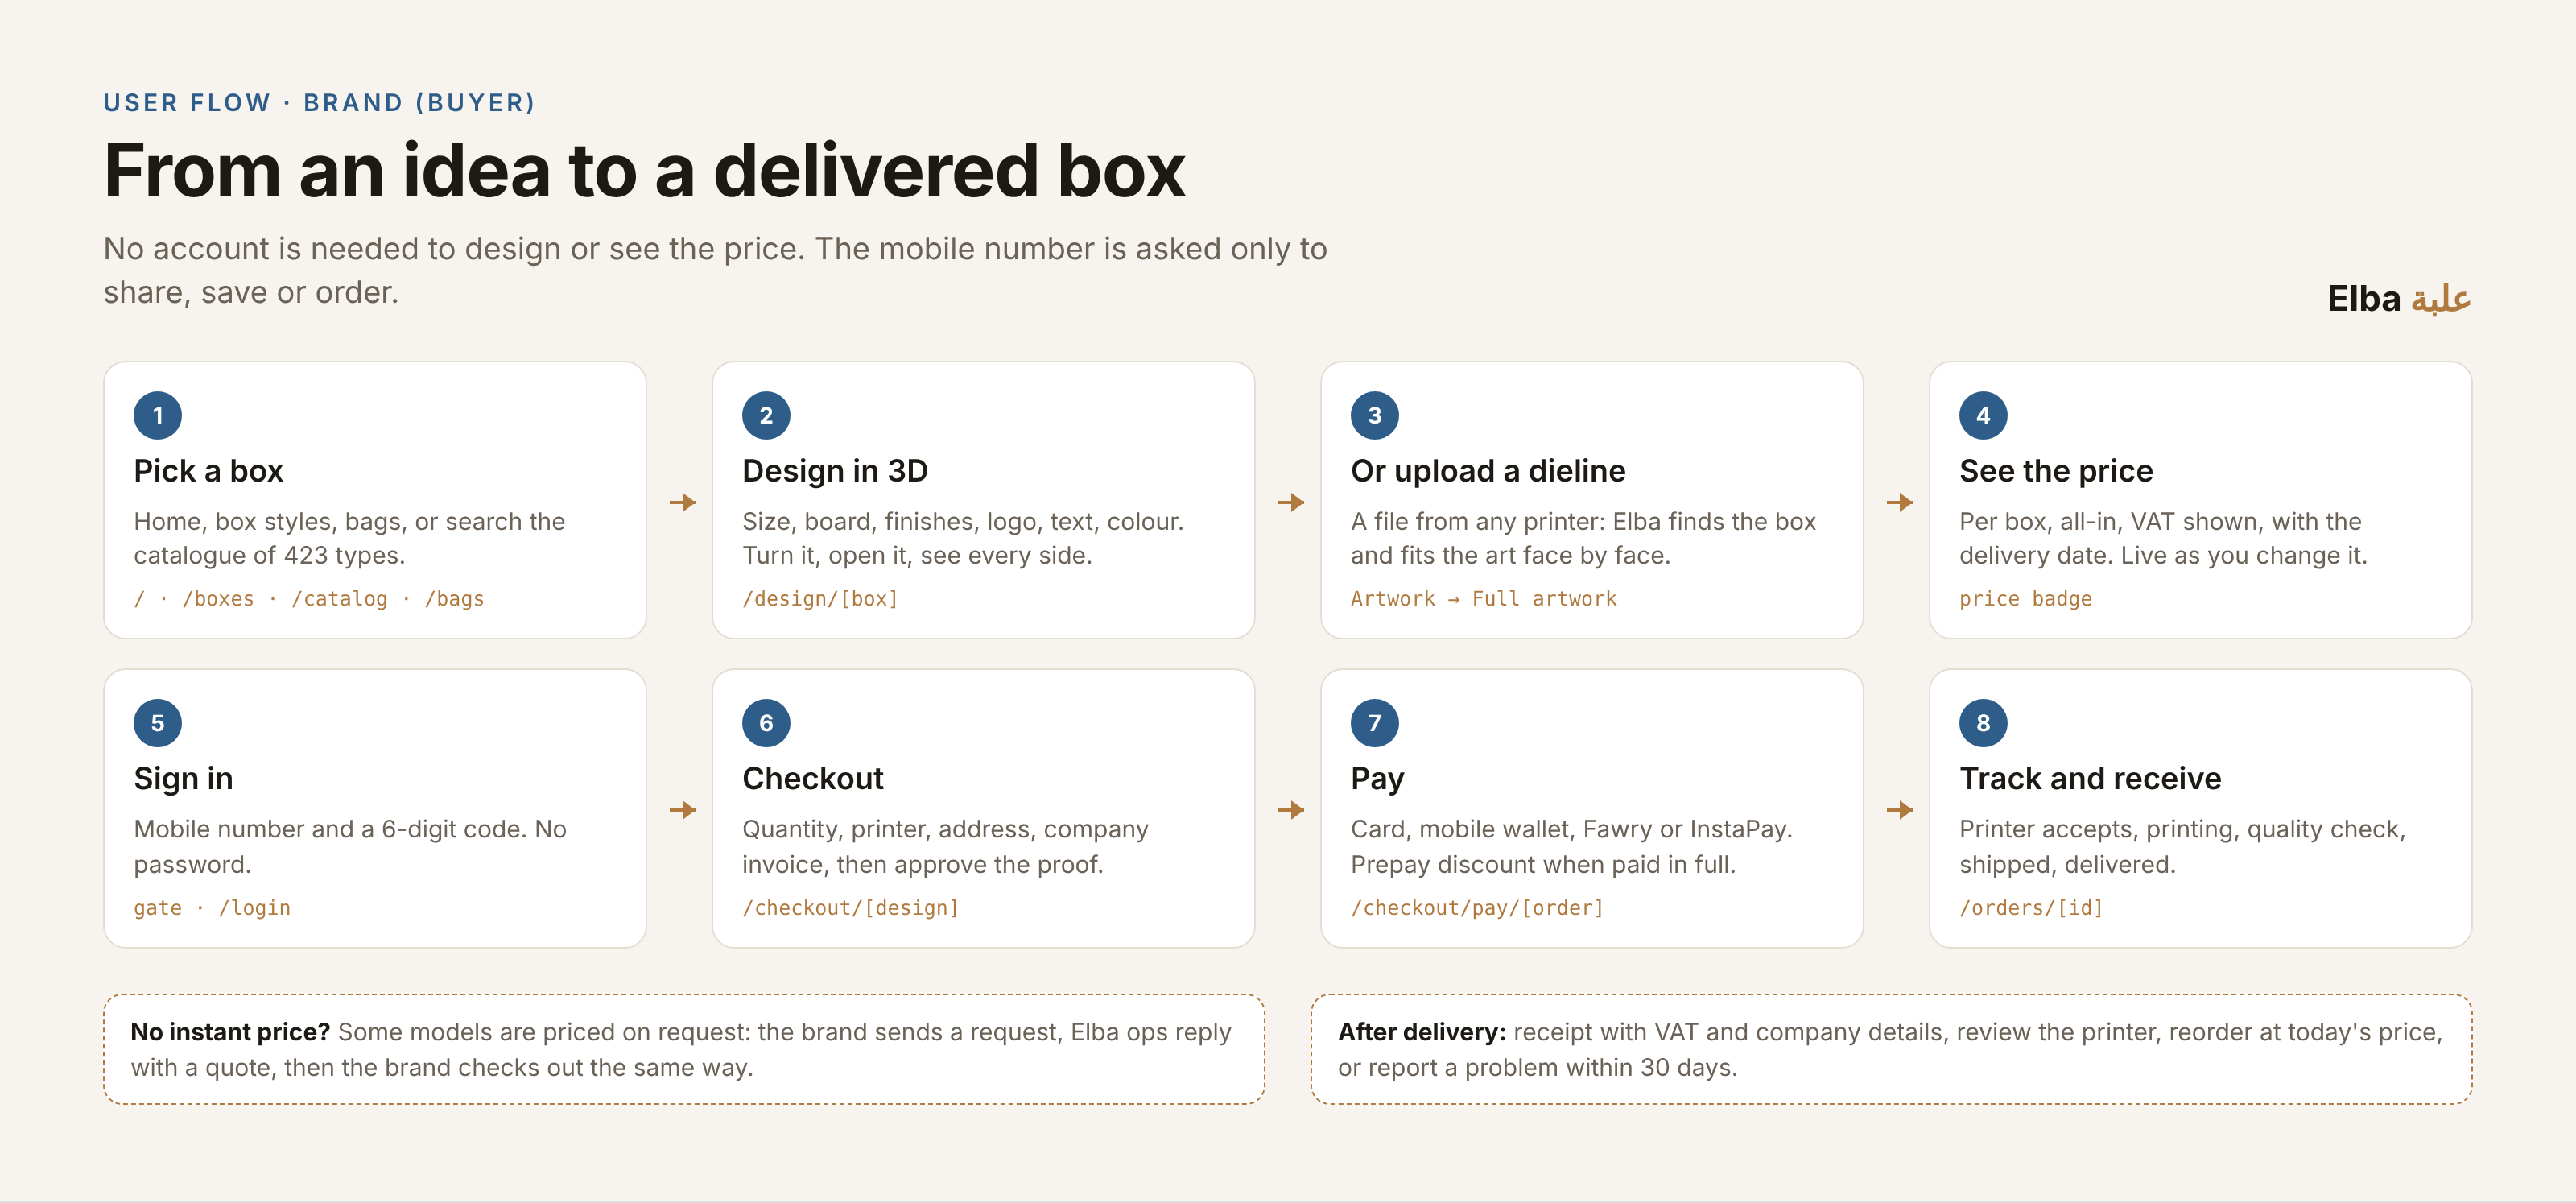 USER FLOW · BRAND (BUYER)
From an idea to a delivered box
No account is needed to design or see the price. The mobile number is asked only to
share, save or order.
Elba علبة
1
Pick a box
Home, box styles, bags, or search the
catalogue of 423 types.
/ · /boxes · /catalog · /bags
2
Design in 3D
Size, board, finishes, logo, text, colour.
Turn it, open it, see every side.
/design/[box]
3
Or upload a dieline
A file from any printer: Elba finds the box
and fits the art face by face.
Artwork → Full artwork
4
See the price
Per box, all-in, VAT shown, with the
delivery date. Live as you change it.
price badge
5
Sign in
Mobile number and a 6-digit code. No
password.
gate · /login
6
Checkout
Quantity, printer, address, company
invoice, then approve the proof.
/checkout/[design]
7
Pay
Card, mobile wallet, Fawry or InstaPay.
Prepay discount when paid in full.
/checkout/pay/[order]
8
Track and receive
Printer accepts, printing, quality check,
shipped, delivered.
/orders/[id]
No instant price? Some models are priced on request: the brand sends a request, Elba ops reply
with a quote, then the brand checks out the same way.
After delivery: receipt with VAT and company details, review the printer, reorder at today's price,
or report a problem within 30 days.